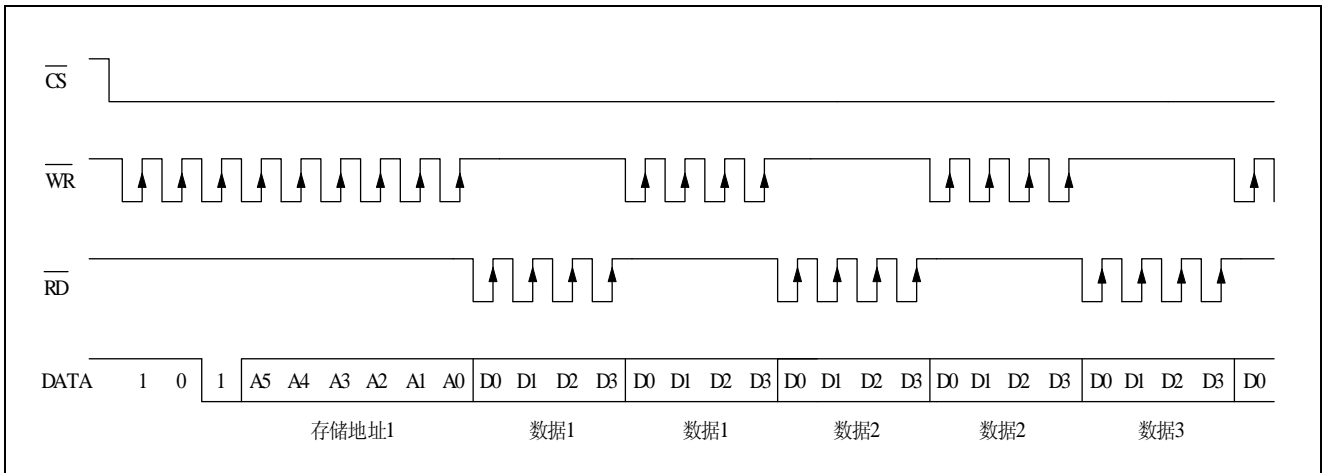 CS
WR
RD
DATA 1 0 1 A5 A4 A3 A2 A1 A0 D0 D1 D2 D3 D0 D1 D2 D3 D0 D1 D2 D3 D0 D1 D2 D3 D0 D1 D2 D3 D0
存储地址1 数据1 数据1 数据2 数据2 数据3